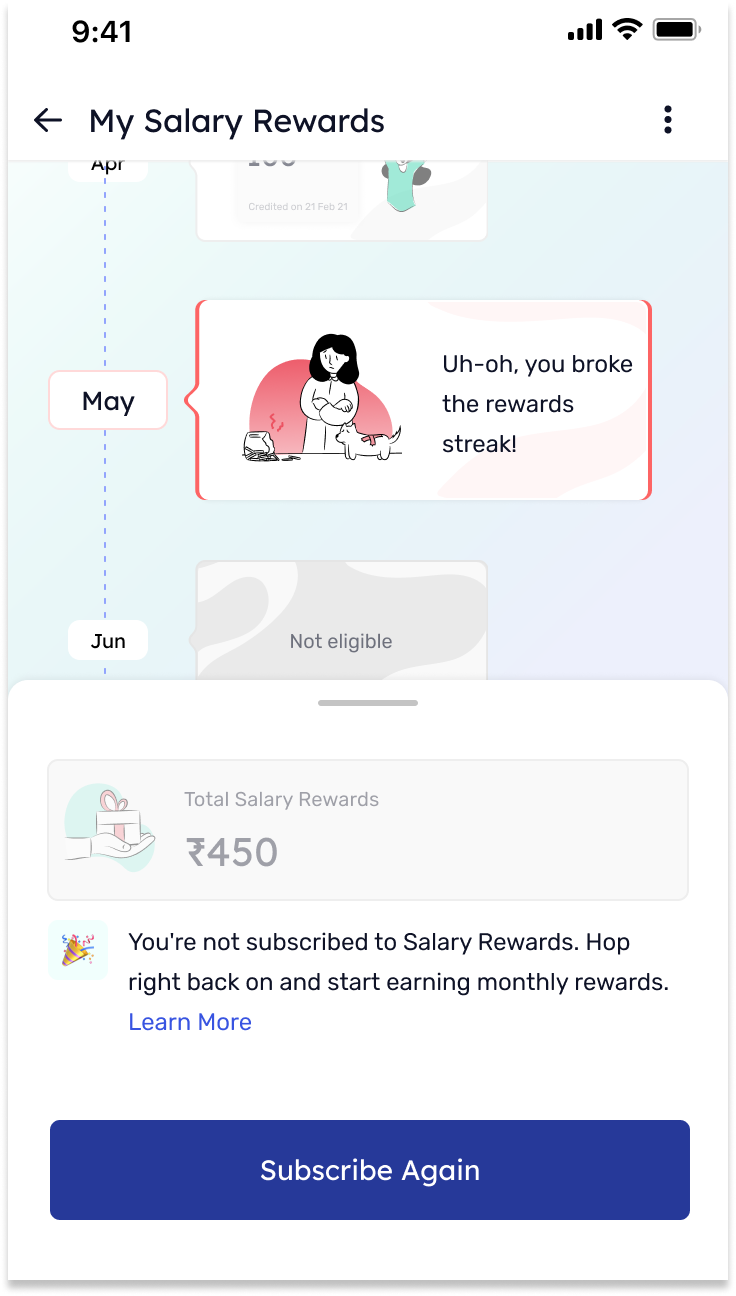 9:41
My Salary Rewards
Apr
Credited on 21 Feb 21
May
Uh-oh, you broke
the rewards
streak!
Jun
Not eligible
Total Salary Rewards
₹450
You're not subscribed to Salary Rewards. Hop
right back on and start earning monthly rewards.
Learn More
Subscribe Again